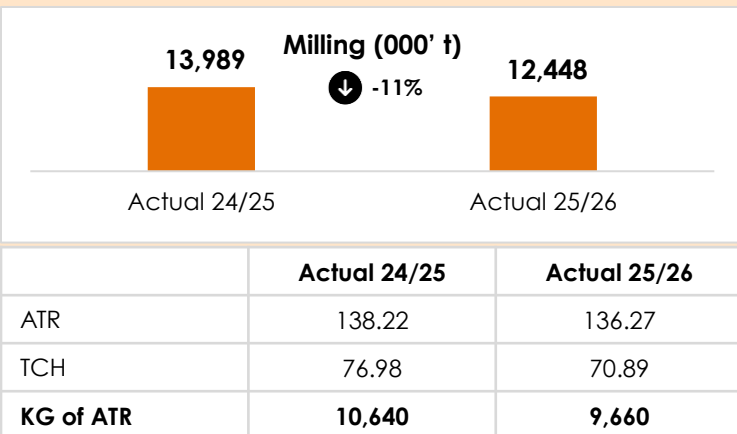 Milling (000' t)
13,989
-11%
12,448
Actual 24/25
Actual 25/26
Actual 24/25 Actual 25/26
ATR 138.22 136.27
TCH 76.98 70.89
KG of ATR 10,640 9,660